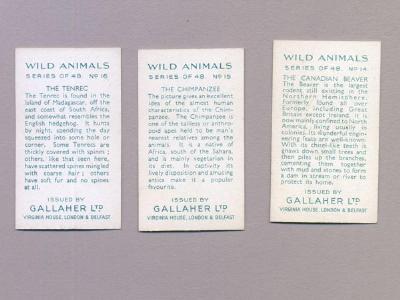 WILD ANIMALS
SERIES OF 48. No 16.
THE TENREC
The Tenrec is found in the
Island of Madagascar, off the
east coast of South Africa,
and somewhat resembles the
English hedgehog. It hunts
by night, spending the day
squeezed into some hole or
corner. Some Tenrecs are
thickly covered with spines;
others, like that seen here,
have scattered spines mingled
with coarse hair; others
have soft fur and no spines
at all.
ISSUED BY
GALLAHER LTD
VIRGINIA HOUSE, LONDON & BELFAST
WILD ANIMALS
SERIES OF 48. No 15.
THE CHIMPANZEE
The picture gives an excellent
idea of the almost human
characteristics of the Chim-
panzee. The Chimpanzee is
one of the tailless or anthro-
poid apes held to be man's
nearest relatives among the
animals. It is a native of
Africa, south of the Sahara,
and is mainly vegetarian in
its diet. In captivity its
lively disposition and amusing
antics make it a popular
favourite.
ISSUED BY
GALLAHER LTD
VIRGINIA HOUSE, LONDON & BELFAST
WILD ANIMALS
SERIES OF 48. No 14.
THE CANADIAN BEAVER
The Beaver is the largest
rodent still existing in the
Northern Hemisphere.
Formerly found all over
Europe, including Great
Britain except Ireland, it is
now mainly confined to North
America, living usually in
colonies. Its wonderful engin-
eering feats are well-known.
With its chisel-like teeth it
gnaws down small trees and
then piles up the branches,
cementing them together
with mud and stones to form
a dam in stream or river to
protect its home.
ISSUED BY
GALLAHER LTD
VIRGINIA HOUSE, LONDON & BELFAST